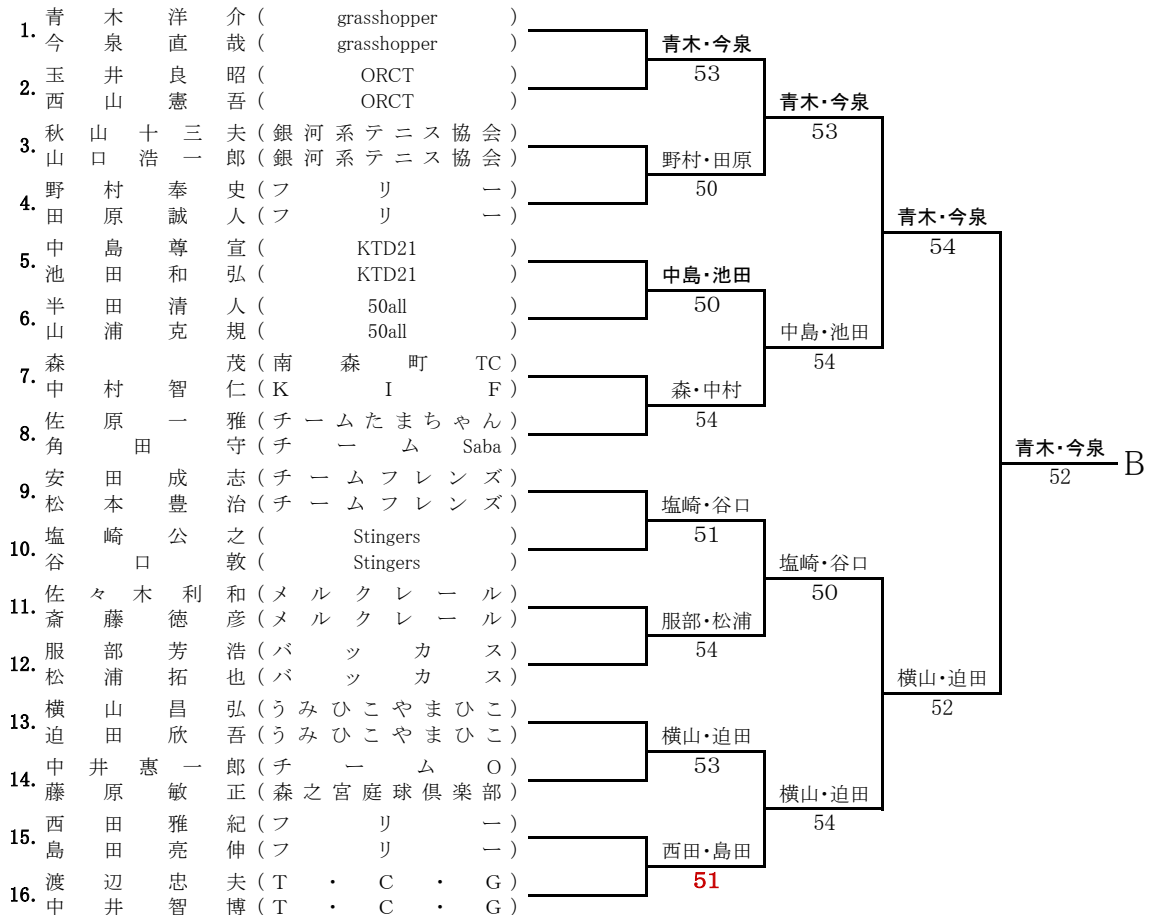 1. 青木洋介(grasshopper)
今泉直哉(grasshopper)
2. 玉井良昭(ORCT)
西山憲吾(ORCT)
3. 秋山十三夫(銀河系テニス協会)
山口浩一郎(銀河系テニス協会)
4. 野村奉史(フリー)
田原誠人(フリー)
5. 中島尊宣(KTD21)
池田和弘(KTD21)
6. 半田清人(50all)
山浦克規(50all)
7. 森茂(南森町TC)
中村智仁(KIF)
8. 佐原一雅(チームたまちゃん)
角田守(チームSaba)
9. 安田成志(チームフレンズ)
松本豊治(チームフレンズ)
10. 塩崎公之(Stingers)
谷口敦(Stingers)
11. 佐々木利和(メルクレール)
斎藤徳彦(メルクレール)
12. 服部芳浩(バッカス)
松浦拓也(バッカス)
13. 横山昌弘(うみひこやまひこ)
迫田欣吾(うみひこやまひこ)
14. 中井惠一郎(チームO)
藤原敏正(森之宮庭球倶楽部)
15. 西田雅紀(フリー)
島田亮伸(フリー)
16. 渡辺忠夫(T・C・G)
中井智博(T・C・G)
青木・今泉
53
野村・田原
50
中島・池田
50
森・中村
54
塩崎・谷口
51
服部・松浦
54
横山・迫田
53
西田・島田
51
青木・今泉
53
中島・池田
54
塩崎・谷口
50
横山・迫田
54
青木・今泉
54
横山・迫田
52
青木・今泉
52
B